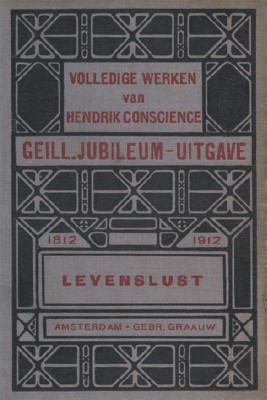 VOLLEDIGE WERKEN
van
HENDRIK CONSCIENCE
GEILL. JUBILEUM-UITGAVE
1812 1912
LEVENSLUST
AMSTERDAM - GEBR. GRAAUW